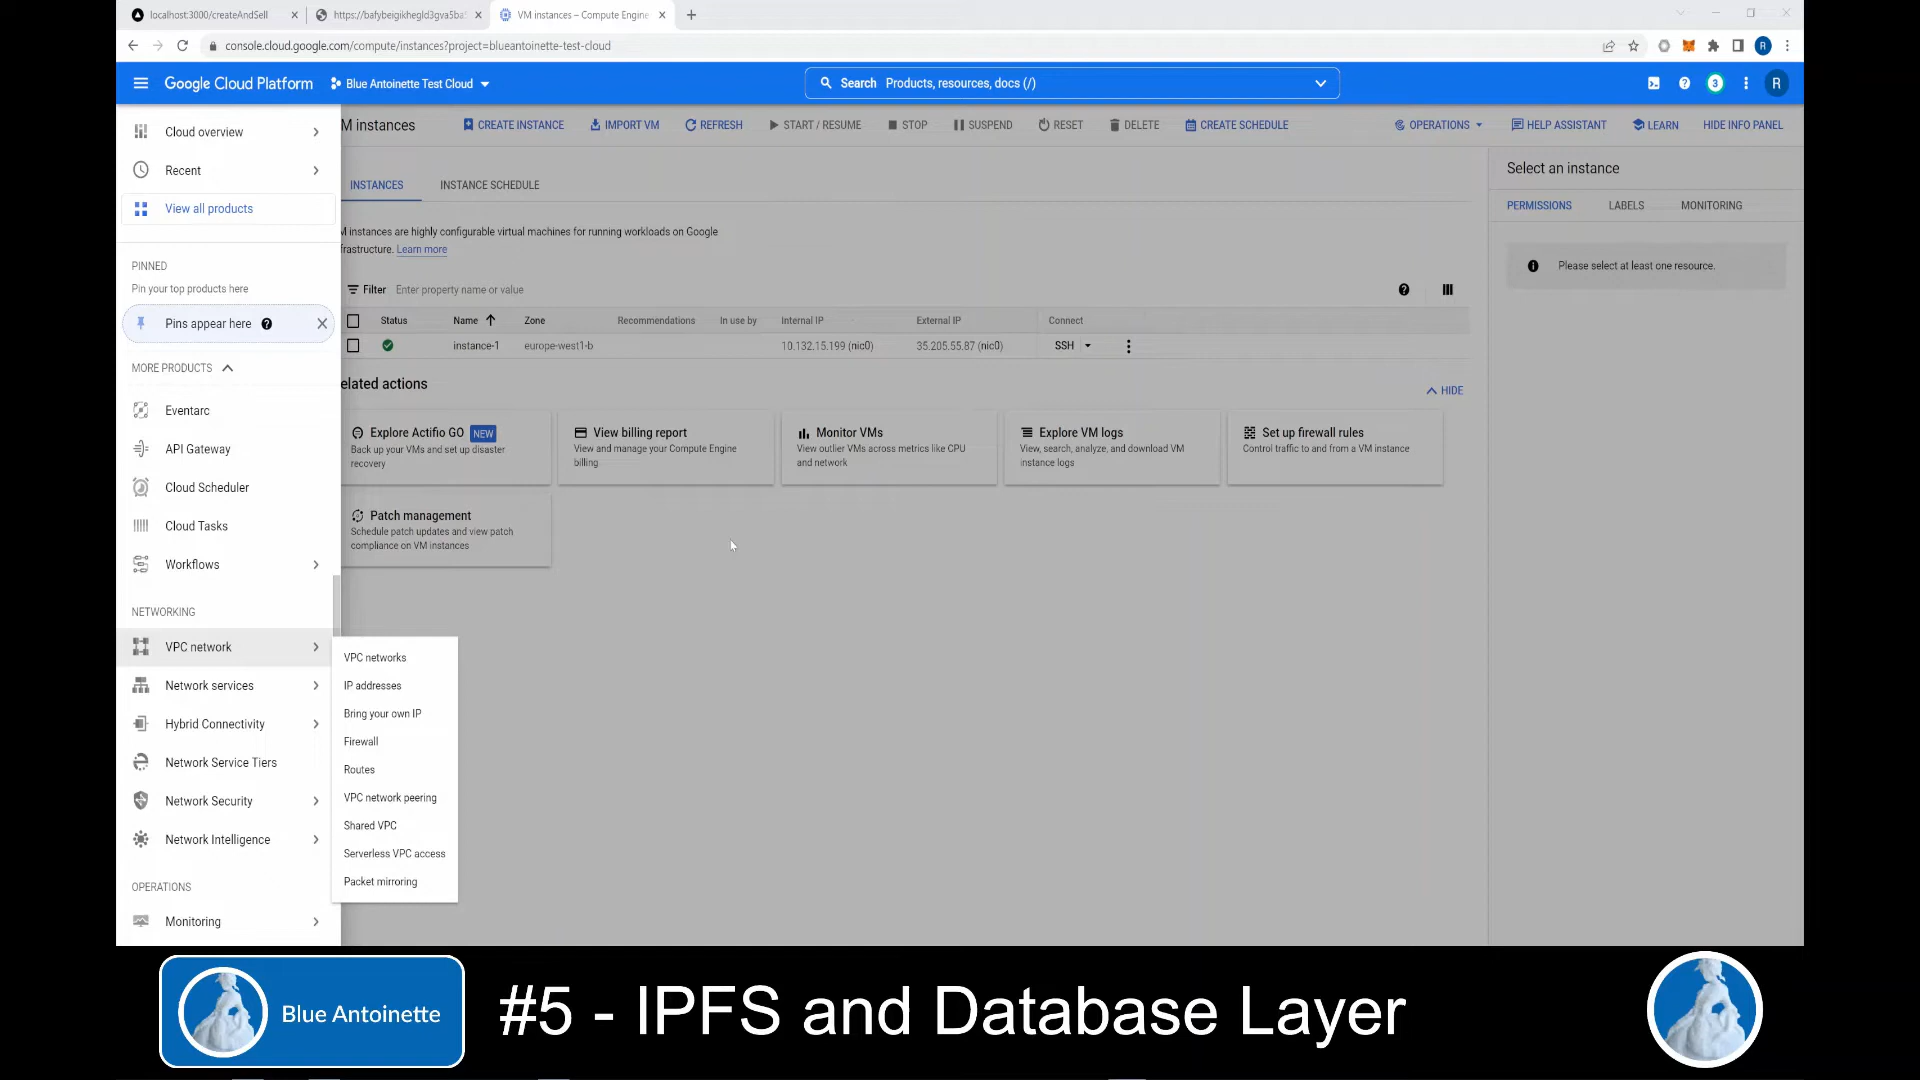 localhost:3000/createAndSell
https://bafybeigikhegld3gva5ba
VM instances – Compute Engine
console.cloud.google.com/compute/instances?project=blueantoinette-test-cloud
R
Google Cloud Platform
Blue Antoinette Test Cloud
Search Products, resources, docs (/)
3
R
Cloud overview
Recent
View all products
PINNED
Pin your top products here
Pins appear here
MORE PRODUCTS
Eventarc
API Gateway
Cloud Scheduler
Cloud Tasks
Workflows
NETWORKING
VPC network
Network services
Hybrid Connectivity
Network Service Tiers
Network Security
Network Intelligence
OPERATIONS
Monitoring
VPC networks
IP addresses
Bring your own IP
Firewall
Routes
VPC network peering
Shared VPC
Serverless VPC access
Packet mirroring
M instances
CREATE INSTANCE
IMPORT VM
REFRESH
START / RESUME
STOP
SUSPEND
RESET
DELETE
CREATE SCHEDULE
OPERATIONS
HELP ASSISTANT
LEARN
HIDE INFO PANEL
INSTANCES
INSTANCE SCHEDULE
M instances are highly configurable virtual machines for running workloads on Google
frastructure. Learn more
Filter Enter property name or value
Status Name Zone Recommendations In use by Internal IP External IP Connect
instance-1 europe-west1-b 10.132.15.199 (nic0) 35.205.55.87 (nic0) SSH
elated actions
HIDE
Explore Actifio GO NEW
Back up your VMs and set up disaster
recovery
View billing report
View and manage your Compute Engine
billing
Monitor VMs
View outlier VMs across metrics like CPU
and network
Explore VM logs
View, search, analyze, and download VM
instance logs
Set up firewall rules
Control traffic to and from a VM instance
Patch management
Schedule patch updates and view patch
compliance on VM instances
Select an instance
PERMISSIONS
LABELS
MONITORING
Please select at least one resource.
Blue Antoinette
#5 - IPFS and Database Layer